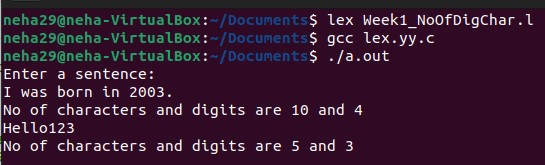 neha29@neha-VirtualBox:~/Documents$ lex Week1_NoOfDigChar.l
neha29@neha-VirtualBox:~/Documents$ gcc lex.yy.c
neha29@neha-VirtualBox:~/Documents$ ./a.out
Enter a sentence:
I was born in 2003.
No of characters and digits are 10 and 4
Hello123
No of characters and digits are 5 and 3